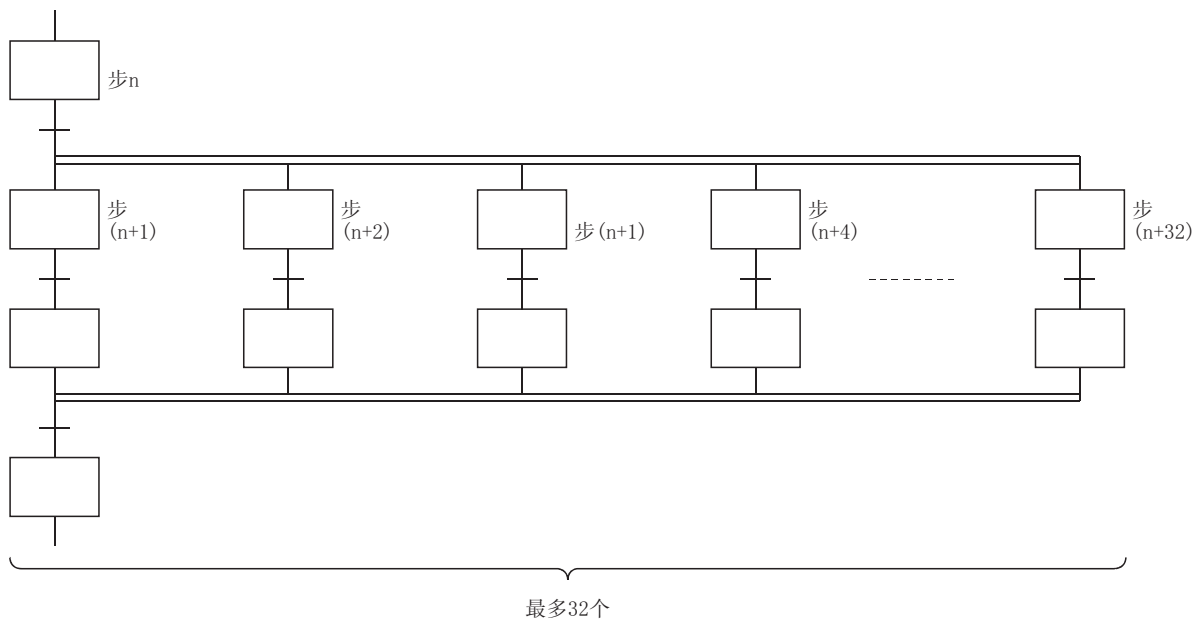 步n
步
(n+1)
步
(n+2)
步(n+1)
步
(n+4)
步
(n+32)
最多32个